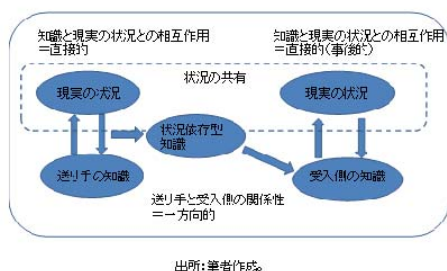 知識と現実の状況との相互作用
＝直接的
知識と現実の状況との相互作用
＝直接的(事後的)
状況の共有
現実の状況
現実の状況
状況依存型
知識
送り手の知識
受入側の知識
送り手と受入側の関係性
＝一方向的
出所:筆者作成。